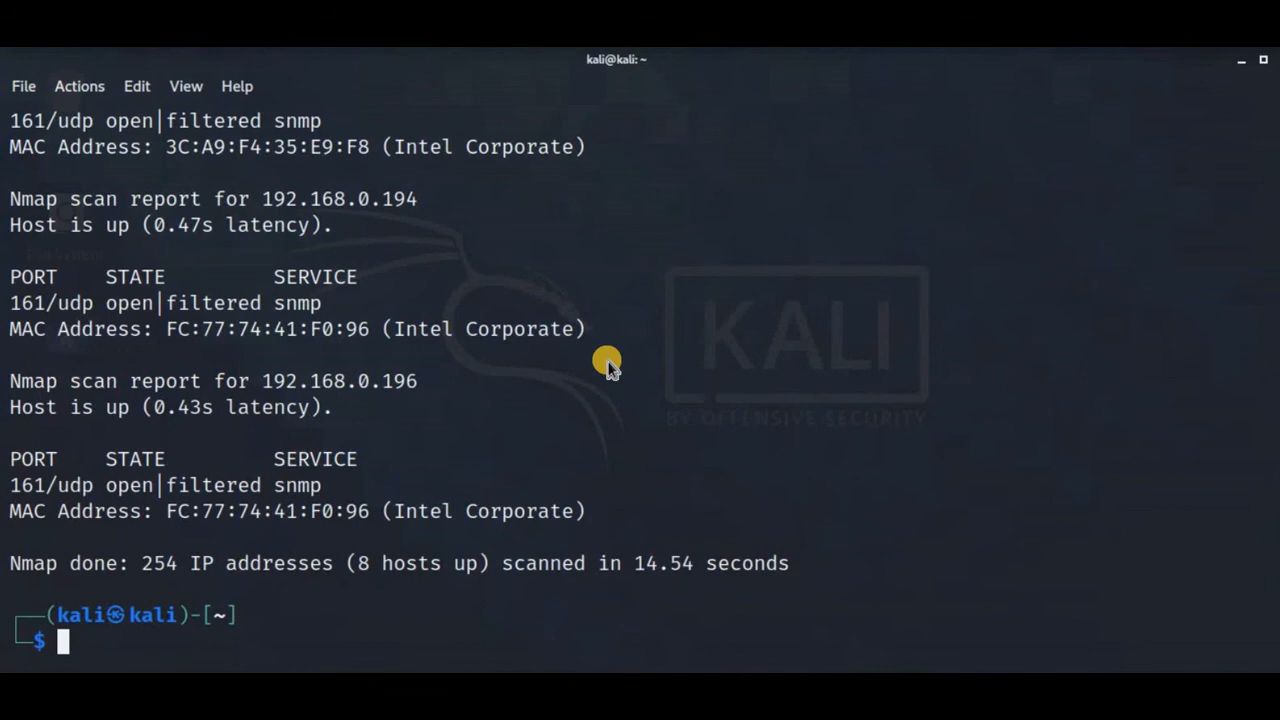 kali@kali: ~
File Actions Edit View Help
161/udp open|filtered snmp
MAC Address: 3C:A9:F4:35:E9:F8 (Intel Corporate)
Nmap scan report for 192.168.0.194
Host is up (0.47s latency).
PORT STATE SERVICE
161/udp open|filtered snmp
MAC Address: FC:77:74:41:F0:96 (Intel Corporate)
KALI
BY OFFENSIVE SECURITY
Nmap scan report for 192.168.0.196
Host is up (0.43s latency).
PORT STATE SERVICE
161/udp open|filtered snmp
MAC Address: FC:77:74:41:F0:96 (Intel Corporate)
Nmap done: 254 IP addresses (8 hosts up) scanned in 14.54 seconds
┌──(kali㉿kali)-[~]
└─$